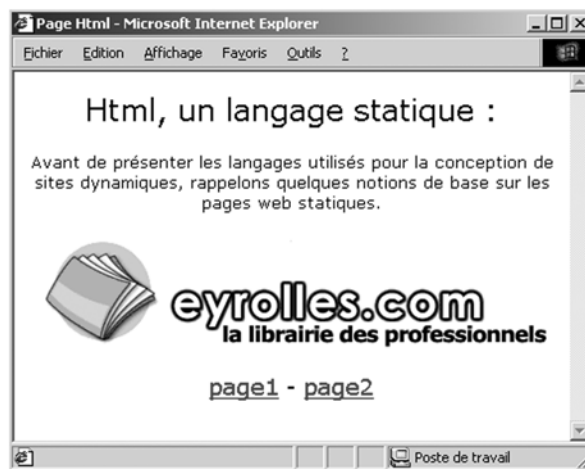 Page Html - Microsoft Internet Explorer
Fichier Edition Affichage Favoris Outils ?
Html, un langage statique :
Avant de présenter les langages utilisés pour la conception de
sites dynamiques, rappelons quelques notions de base sur les
pages web statiques.
eyrolles.com
la librairie des professionnels
page1 - page2
Poste de travail